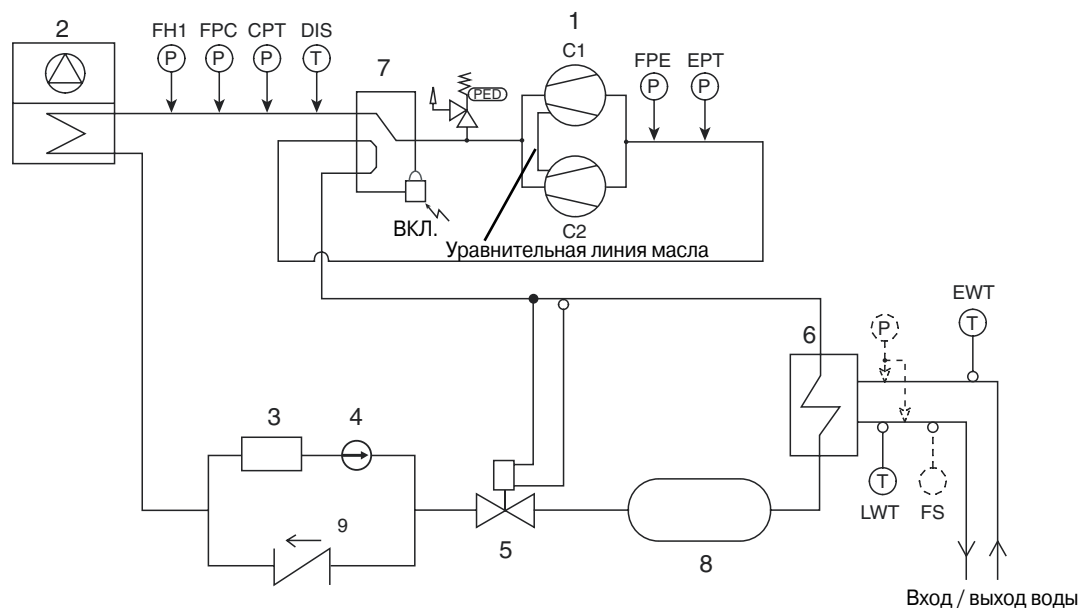 1
2
FH1
FPC
CPT
DIS
P
P
P
T
7
PED
C1
FPE
EPT
P
P
C2
ВКЛ.
Уравнительная линия масла
EWT
T
P
6
3
4
T
LWT
FS
9
5
8
Вход / выход воды